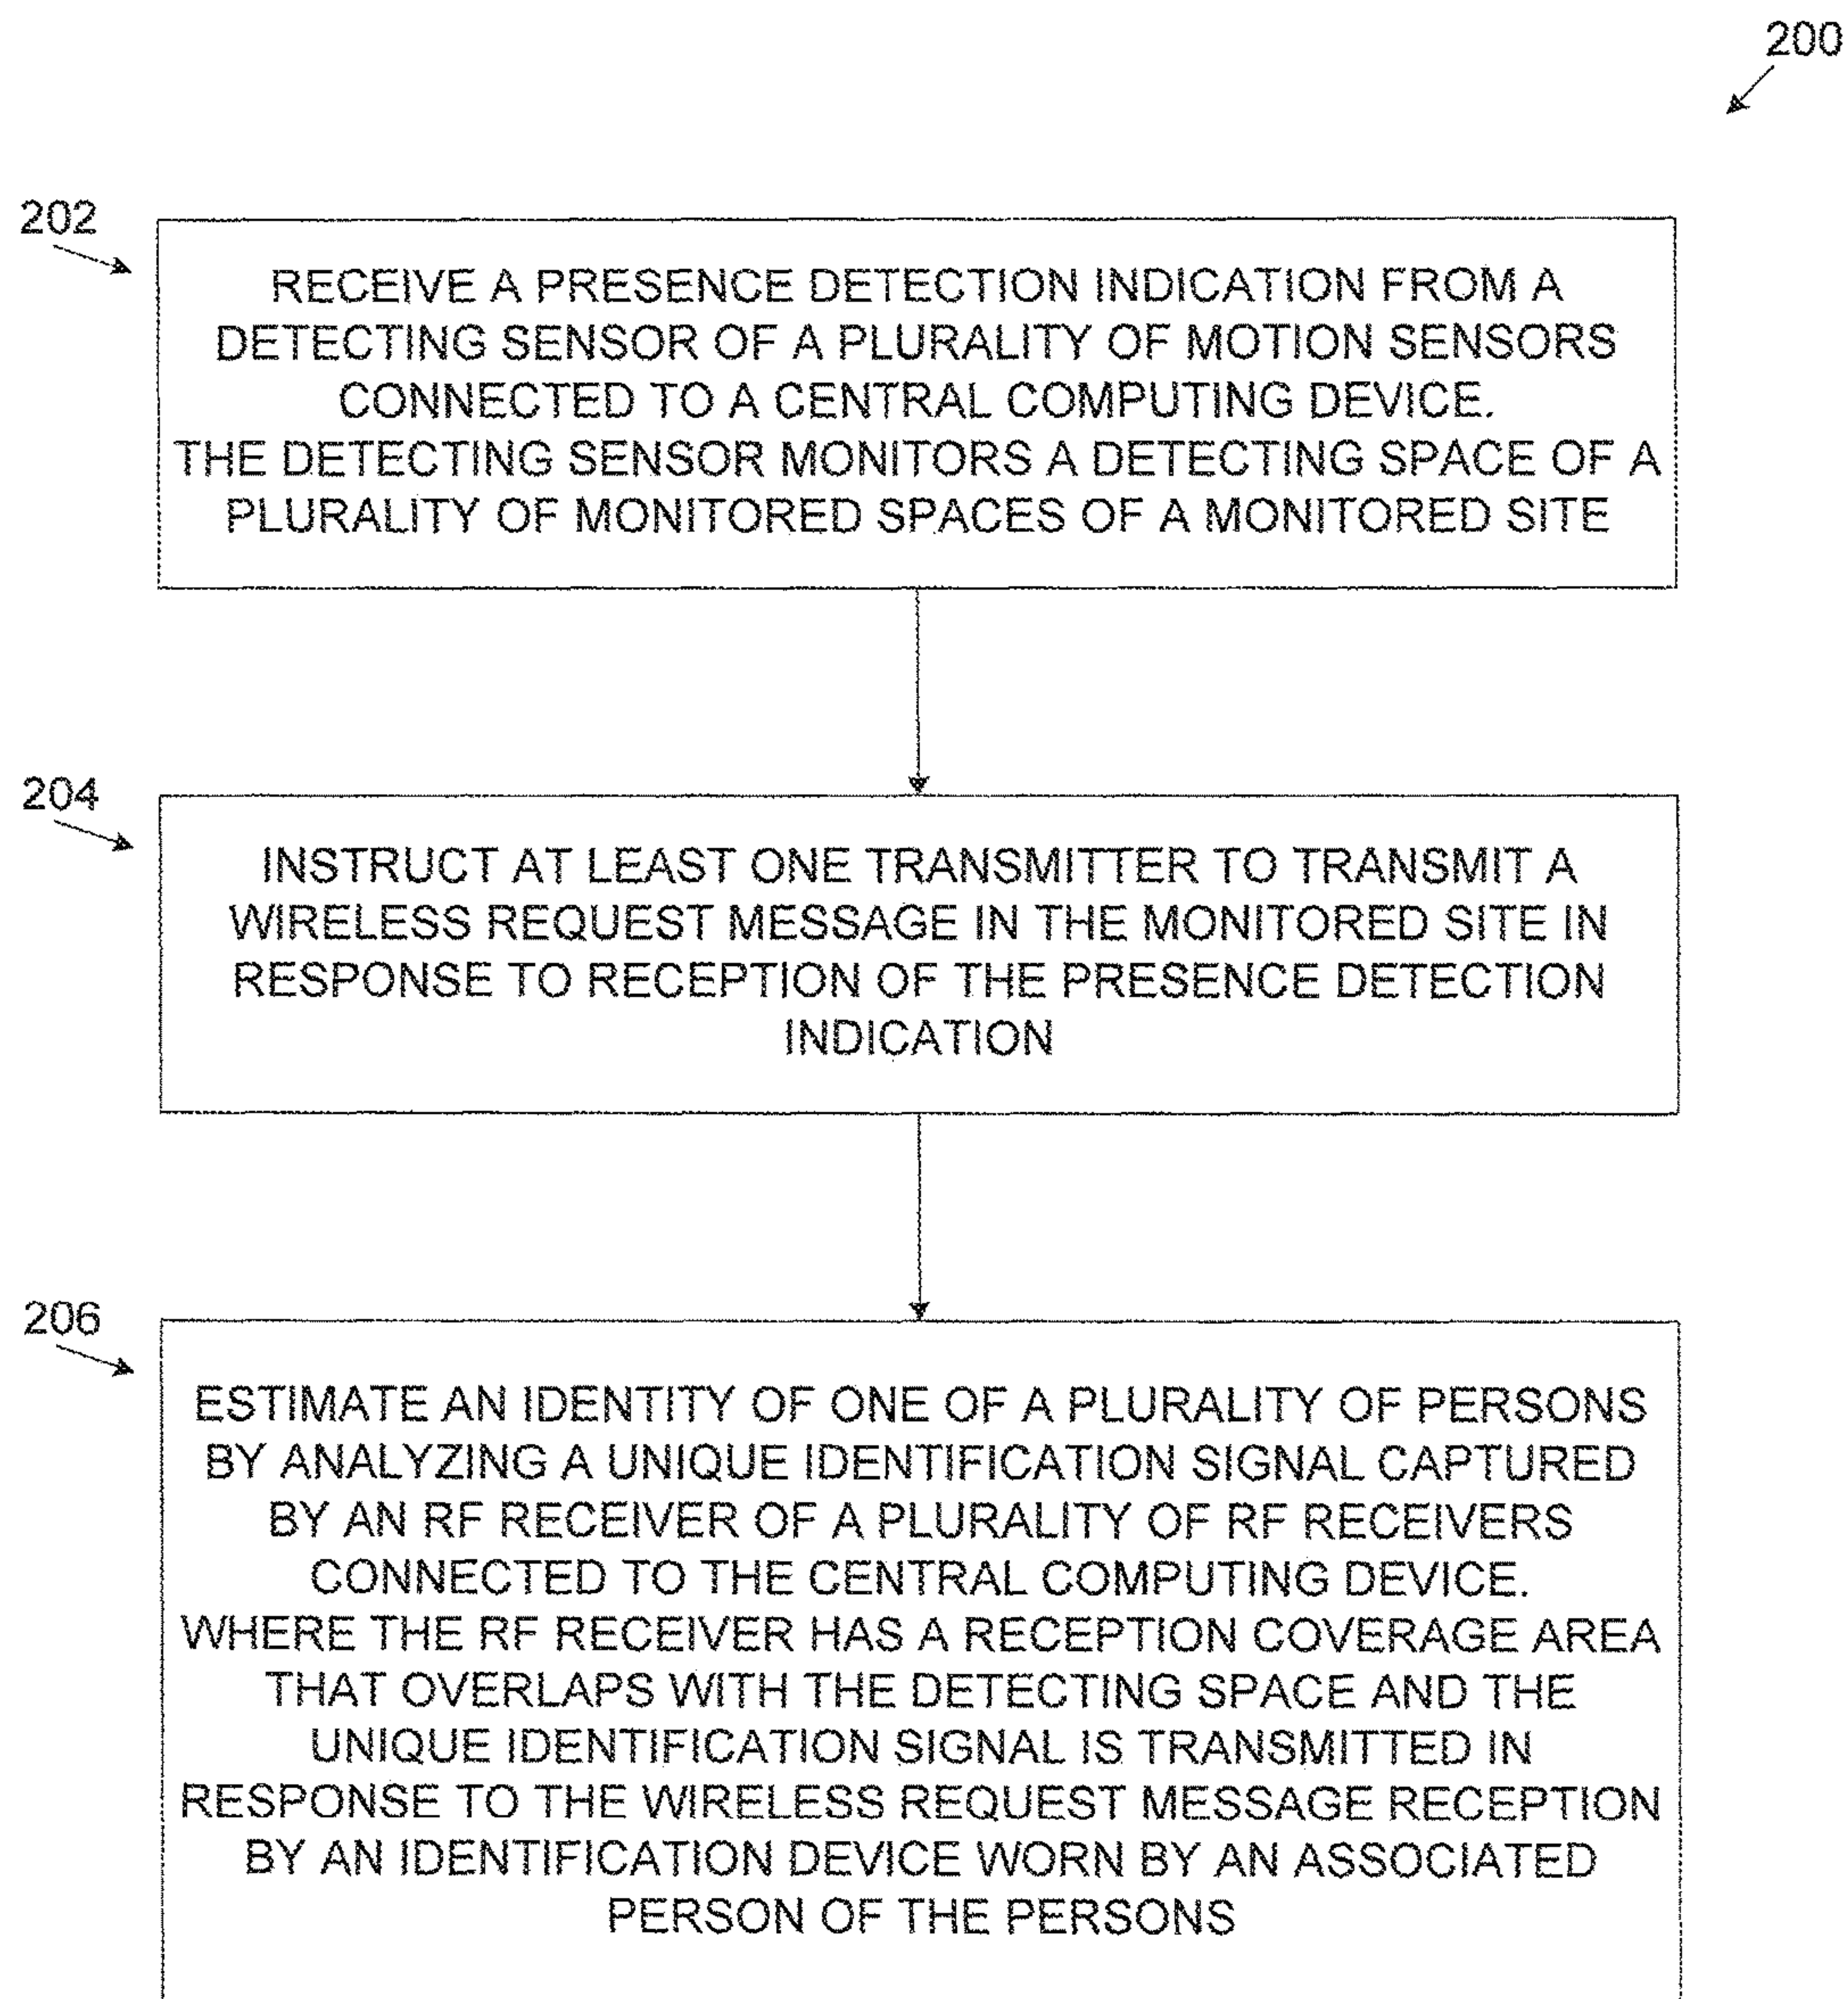 200
202
RECEIVE A PRESENCE DETECTION INDICATION FROM A
DETECTING SENSOR OF A PLURALITY OF MOTION SENSORS
CONNECTED TO A CENTRAL COMPUTING DEVICE.
THE DETECTING SENSOR MONITORS A DETECTING SPACE OF A
PLURALITY OF MONITORED SPACES OF A MONITORED SITE
204
INSTRUCT AT LEAST ONE TRANSMITTER TO TRANSMIT A
WIRELESS REQUEST MESSAGE IN THE MONITORED SITE IN
RESPONSE TO RECEPTION OF THE PRESENCE DETECTION
INDICATION
206
ESTIMATE AN IDENTITY OF ONE OF A PLURALITY OF PERSONS
BY ANALYZING A UNIQUE IDENTIFICATION SIGNAL CAPTURED
BY AN RF RECEIVER OF A PLURALITY OF RF RECEIVERS
CONNECTED TO THE CENTRAL COMPUTING DEVICE.
WHERE THE RF RECEIVER HAS A RECEPTION COVERAGE AREA
THAT OVERLAPS WITH THE DETECTING SPACE AND THE
UNIQUE IDENTIFICATION SIGNAL IS TRANSMITTED IN
RESPONSE TO THE WIRELESS REQUEST MESSAGE RECEPTION
BY AN IDENTIFICATION DEVICE WORN BY AN ASSOCIATED
PERSON OF THE PERSONS